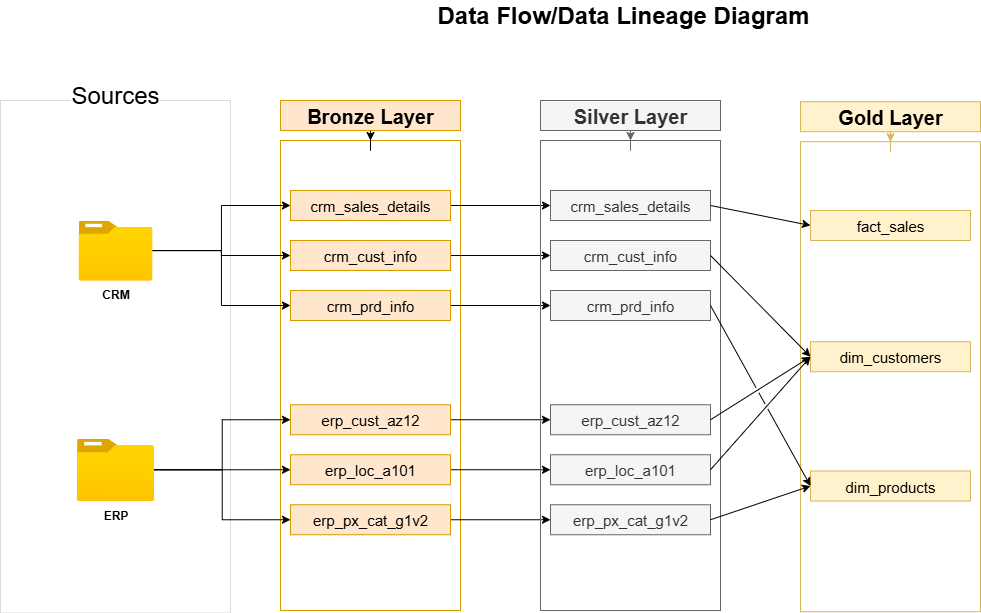 Data Flow/Data Lineage Diagram
Sources
Bronze Layer
Silver Layer
Gold Layer
crm_sales_details
crm_sales_details
fact_sales
crm_cust_info
crm_cust_info
CRM
crm_prd_info
crm_prd_info
dim_customers
erp_cust_az12
erp_cust_az12
erp_loc_a101
erp_loc_a101
dim_products
ERP
erp_px_cat_g1v2
erp_px_cat_g1v2